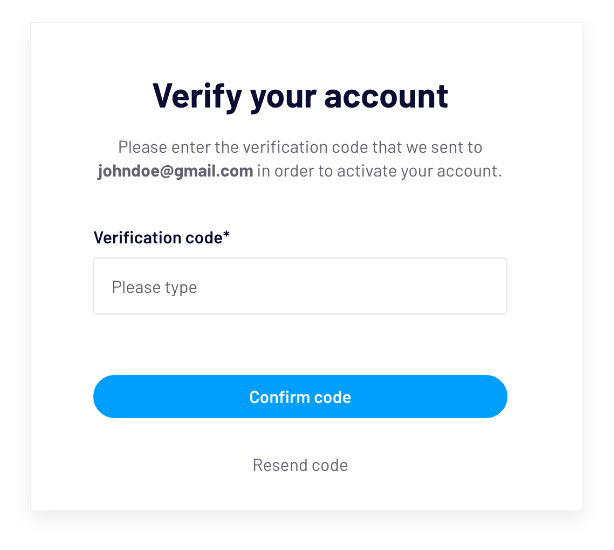 Verify your account
Please enter the verification code that we sent to
johndoe@gmail.com in order to activate your account.
Verification code*
Please type
Confirm code
Resend code